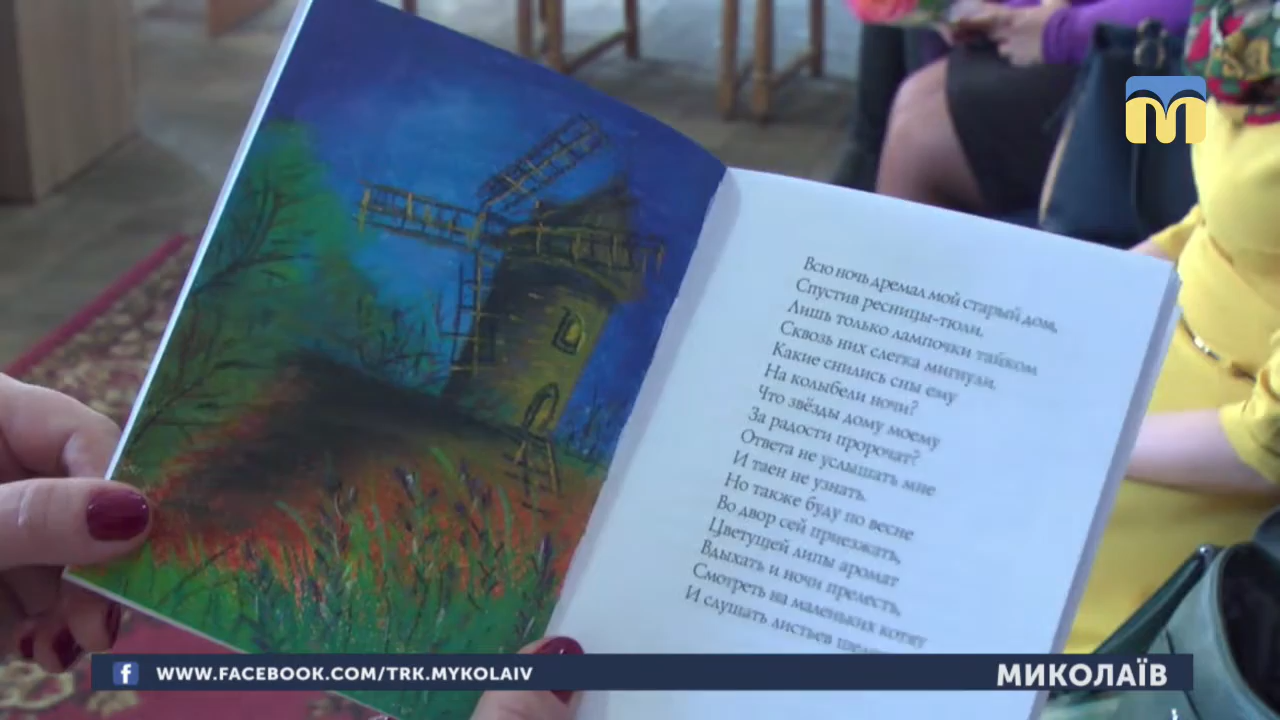 Всю ночь дремал мой старый дом,
Спустив ресницы-тюли.
Лишь только лампочки тайком
Сквозь них слегка мигнули.
Какие снились сны ему
На колыбели ночи?
Что звёзды дому моему
За радости пророчат?
Ответа не услышать мне
И таен не узнать.
Но также буду по весне
Во двор сей приезжать,
Цветущей липы аромат
Вдыхать и ночи прелесть,
Смотреть на маленьких котят
И слушать листьев
WWW.FACEBOOK.COM/TRK.MYKOLAIV
МИКОЛАЇВ